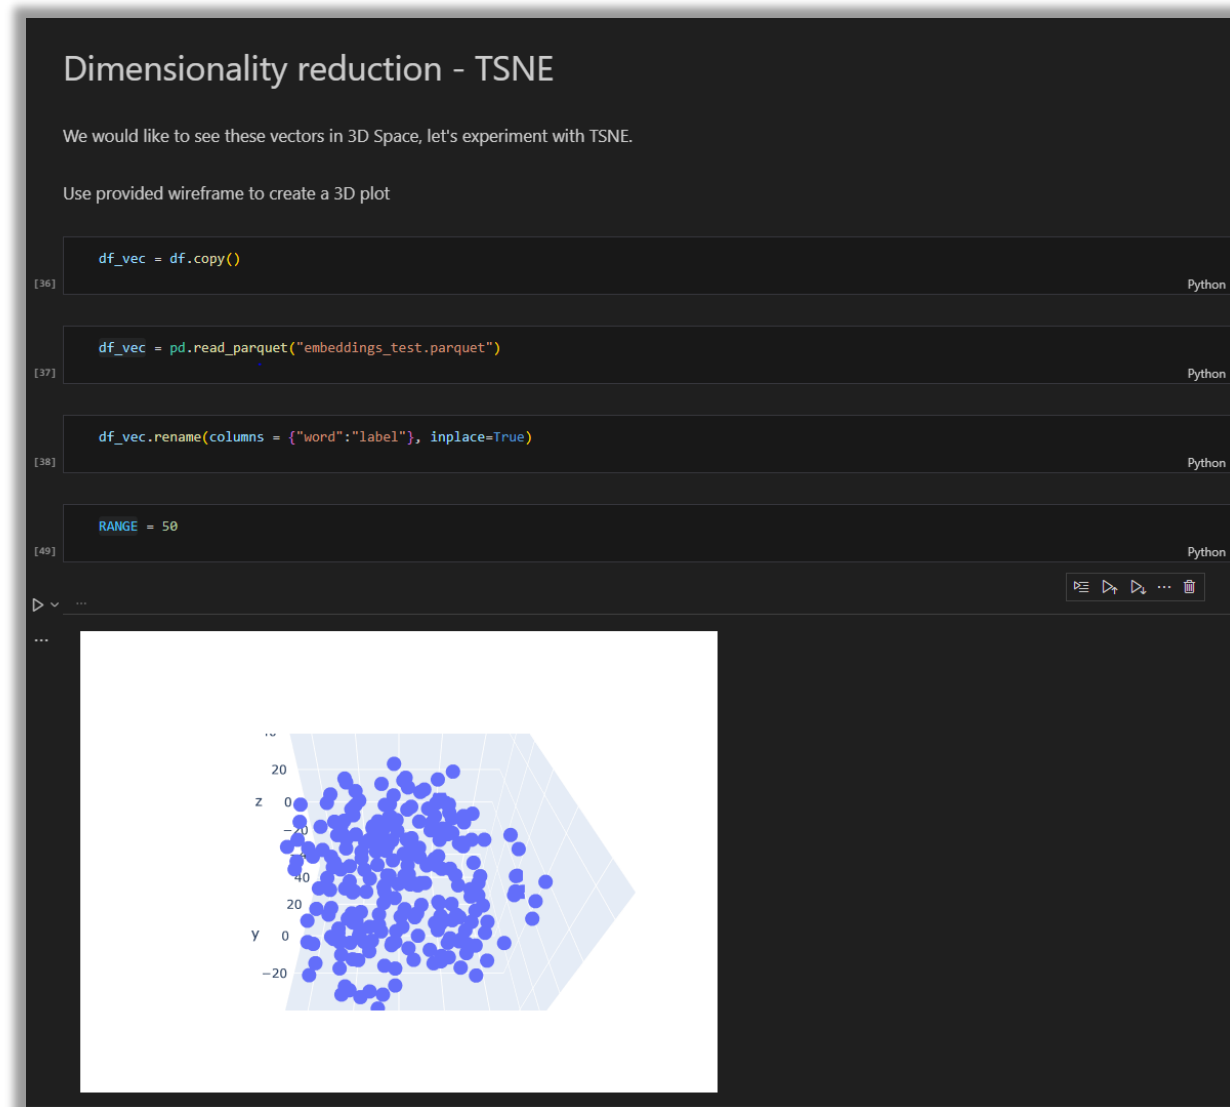 Dimensionality reduction - TSNE
We would like to see these vectors in 3D Space, let's experiment with TSNE.
Use provided wireframe to create a 3D plot
df_vec = df.copy()
[36]
Python
df_vec = pd.read_parquet("embeddings_test.parquet")
[37]
Python
df_vec.rename(columns = {"word":"label"}, inplace=True)
[38]
Python
RANGE = 50
[49]
Python
...
...
20
z
0
−20
40
20
y
0
−20